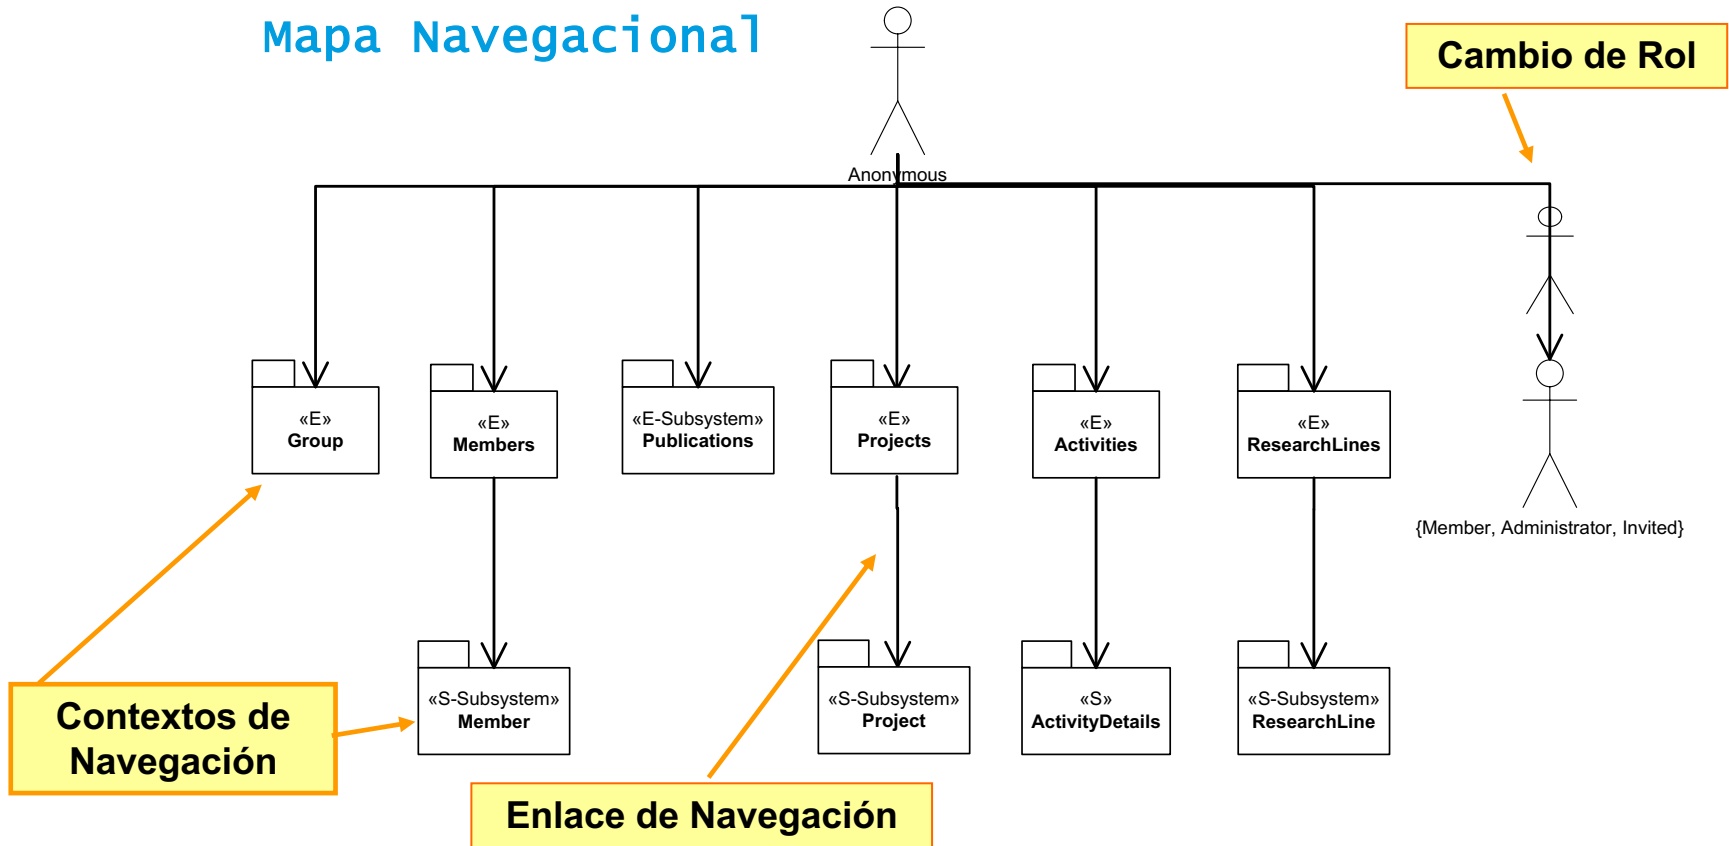 Mapa Navegacional
Cambio de Rol
Anonymous
«E»
Group
«E»
Members
«E-Subsystem»
Publications
«E»
Projects
«E»
Activities
«E»
ResearchLines
{Member, Administrator, Invited}
«S-Subsystem»
Member
«S-Subsystem»
Project
«S»
ActivityDetails
«S-Subsystem»
ResearchLine
Contextos de
Navegación
Enlace de Navegación